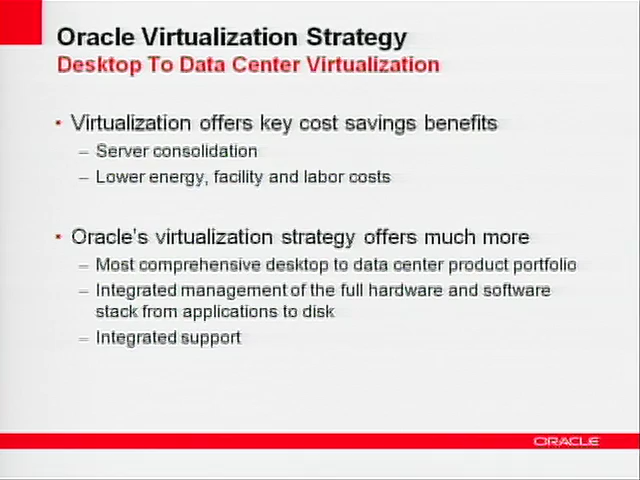 Oracle Virtualization Strategy
Desktop To Data Center Virtualization
• Virtualization offers key cost savings benefits
– Server consolidation
– Lower energy, facility and labor costs
• Oracle's virtualization strategy offers much more
– Most comprehensive desktop to data center product portfolio
– Integrated management of the full hardware and software
stack from applications to disk
– Integrated support
ORACLE